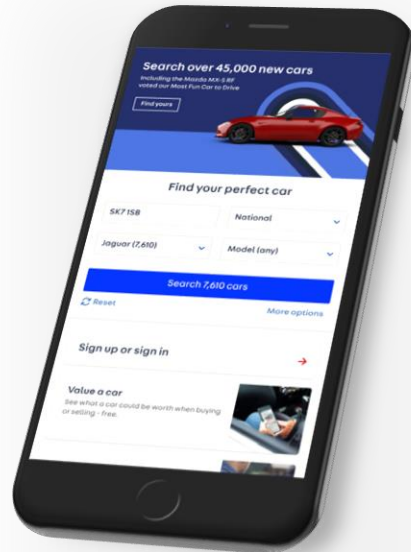 Search over 45,000 new cars
Including the Mazda MX-5 RF
voted our Most Fun Car to Drive
Find yours
Find your perfect car
SK7 1SB
National
Jaguar (7,610)
Model (any)
Search 7,610 cars
Reset
More options
Sign up or sign in
Value a car
See what a car could be worth when buying
or selling - free.